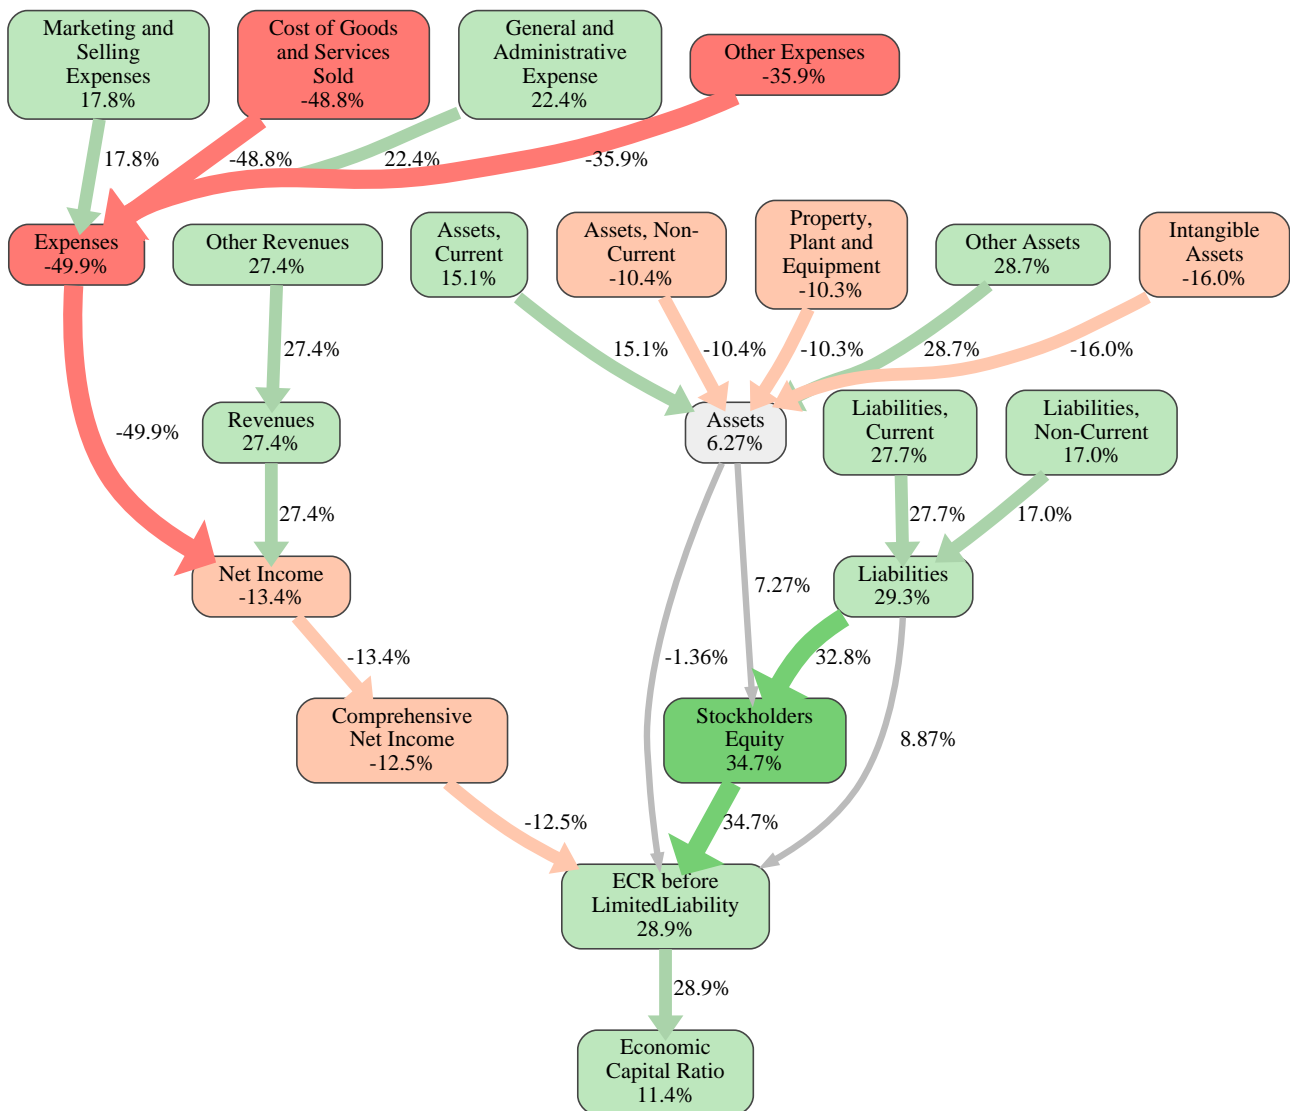 Marketing and
Selling
Expenses
17.8%
Cost of Goods
and Services
Sold
-48.8%
General and
Administrative
Expense
22.4%
Other Expenses
-35.9%
17.8%
-48.8%
22.4%
-35.9%
Expenses
-49.9%
Other Revenues
27.4%
Assets,
Current
15.1%
Assets, Non-
Current
-10.4%
Property,
Plant and
Equipment
-10.3%
Other Assets
28.7%
Intangible
Assets
-16.0%
27.4%
15.1%
-10.4%
-10.3%
28.7%
-16.0%
-49.9%
Revenues
27.4%
Assets
6.27%
Liabilities,
Current
27.7%
Liabilities,
Non-Current
17.0%
27.4%
27.7%
17.0%
Net Income
-13.4%
7.27%
Liabilities
29.3%
-13.4%
-1.36%
32.8%
Comprehensive
Net Income
-12.5%
Stockholders
Equity
34.7%
8.87%
-12.5%
34.7%
ECR before
LimitedLiability
28.9%
28.9%
Economic
Capital Ratio
11.4%